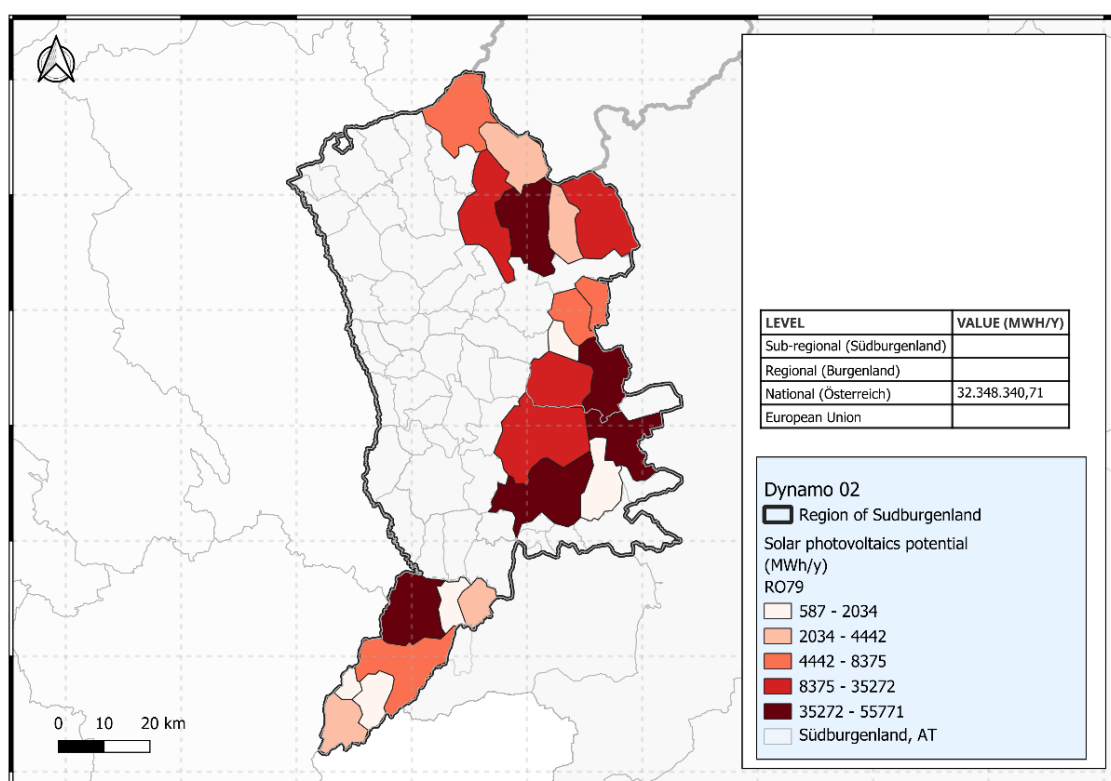 LEVEL VALUE (MWH/Y)
Sub-regional (Südburgenland)
Regional (Burgenland)
National (Österreich) 32.348.340,71
European Union
Dynamo 02
Region of Sudburgenland
Solar photovoltaics potential
(MWh/y)
RO79
587 - 2034
2034 - 4442
4442 - 8375
8375 - 35272
35272 - 55771
Südburgenland, AT
0 10 20 km